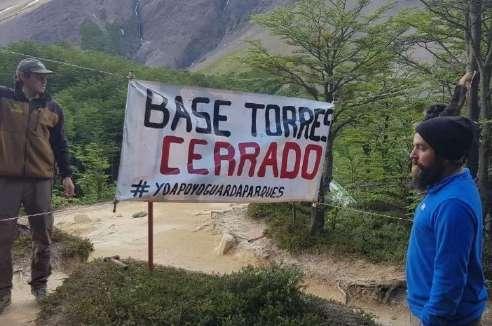 BASE TORRES
CERRADO
#YOAPOYOGUARDAPARQUES